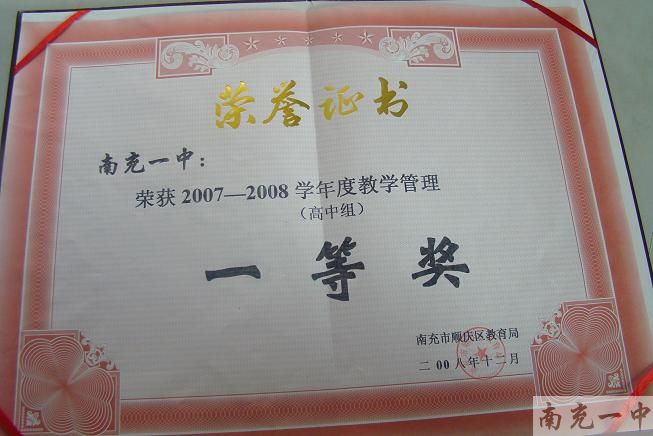 荣誉证书
南充一中：
荣获 2007—2008 学年度教学管理
（高中组）
一等奖
南充市顺庆区教育局
二00八年十二月
南充一中